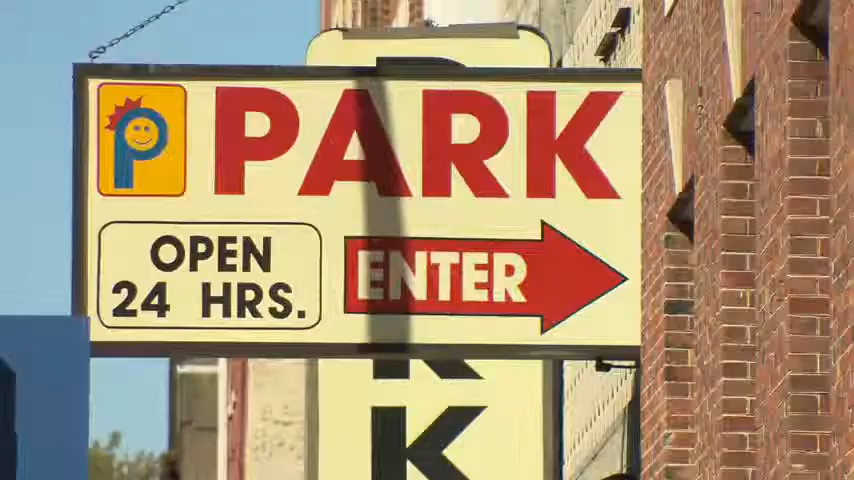 P PARK
OPEN
24 HRS.
ENTER
K